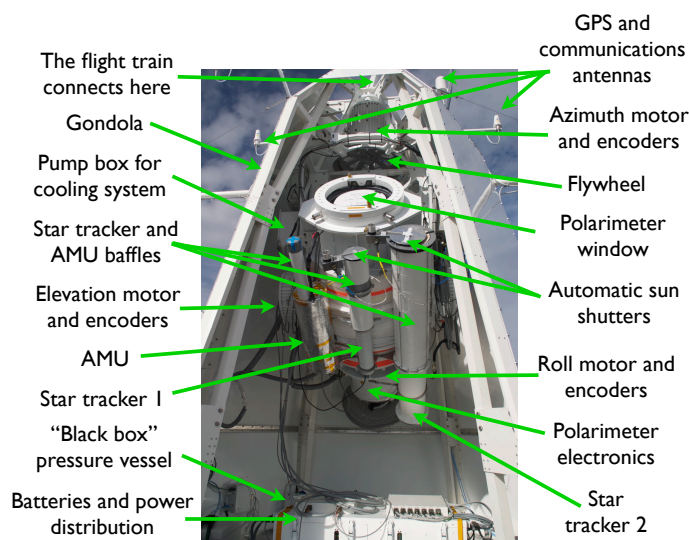 The flight train
connects here
Gondola
Pump box for
cooling system
Star tracker and
AMU baffles
Elevation motor
and encoders
AMU
Star tracker 1
“Black box”
pressure vessel
Batteries and power
distribution
GPS and
communications
antennas
Azimuth motor
and encoders
Flywheel
Polarimeter
window
Automatic sun
shutters
Roll motor and
encoders
Polarimeter
electronics
Star
tracker 2